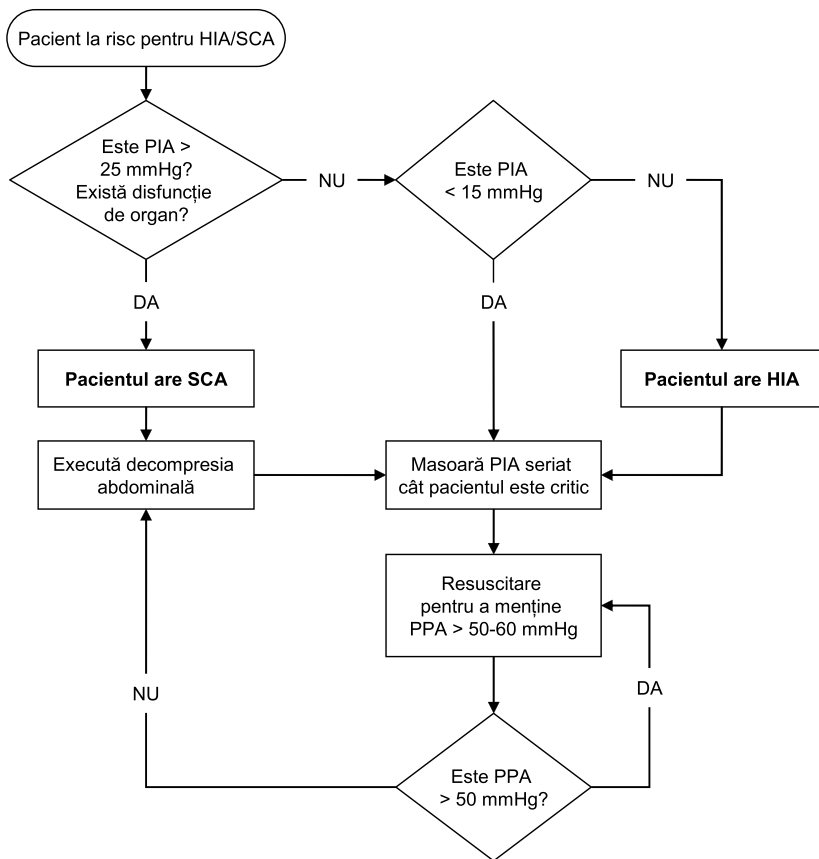 Pacient la risc pentru HIA/SCA
Este PIA >
25 mmHg?
Există disfuncție
de organ?
NU
Este PIA
< 15 mmHg
NU
DA
DA
Pacientul are SCA
Pacientul are HIA
Execută decompresia
abdominală
Masoară PIA seriat
cât pacientul este critic
Resuscitare
pentru a menține
PPA > 50-60 mmHg
NU
DA
Este PPA
> 50 mmHg?